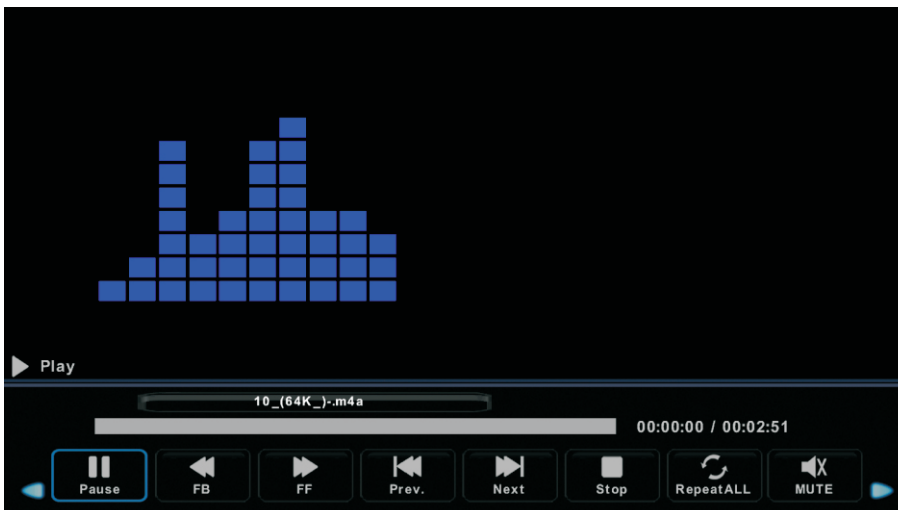 Play
10_(64K_)-.m4a
00:00:00 / 00:02:51
Pause FB FF Prev. Next Stop RepeatALL MUTE